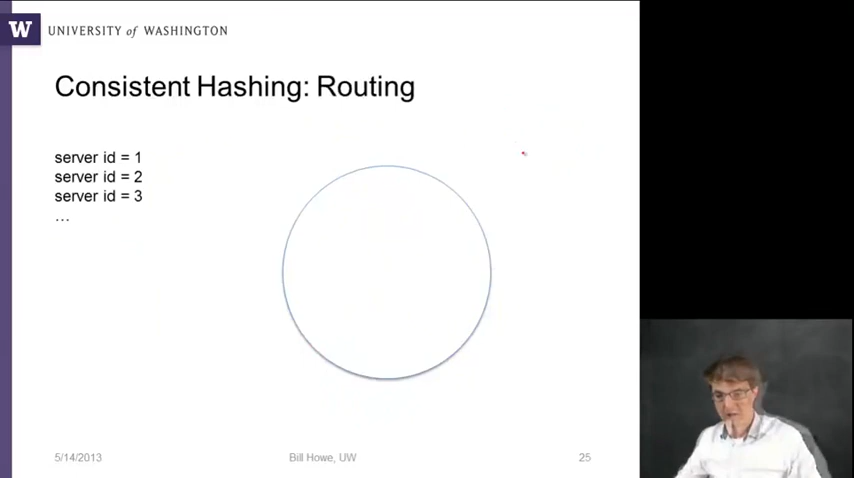 W UNIVERSITY of WASHINGTON
Consistent Hashing: Routing
server id = 1
server id = 2
server id = 3
…
5/14/2013 Bill Howe, UW 25